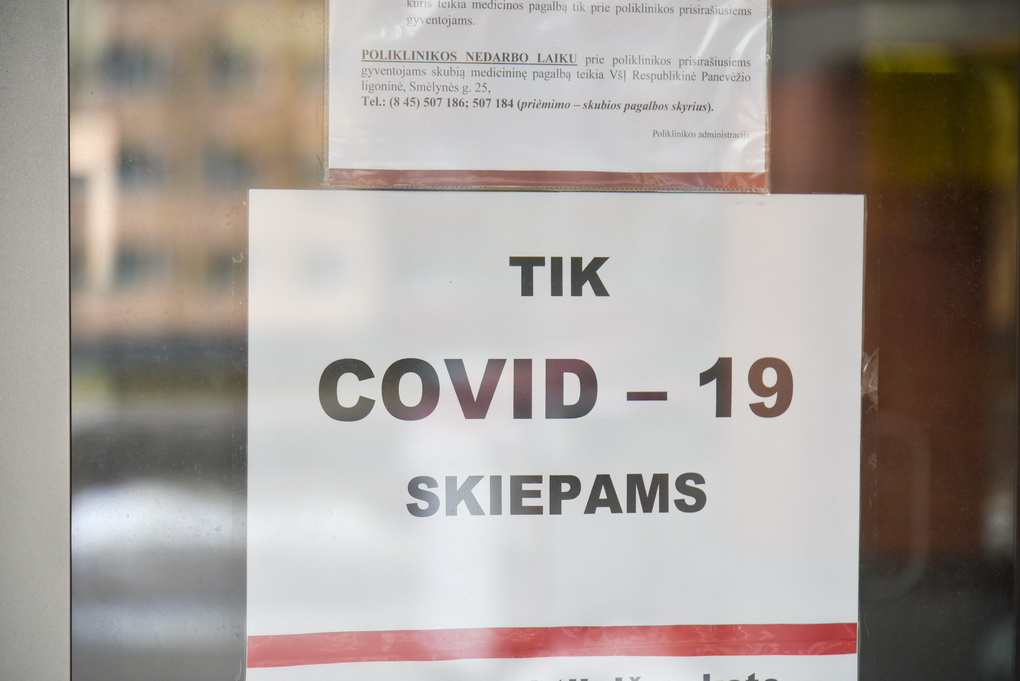 kuris teikia medicinos pagalbą tik prie poliklinikos prisirašiusiems
gyventojams.
POLIKLINIKOS NEDARBO LAIKU prie poliklinikos prisirašiusiems
gyventojams skubią medicininę pagalbą teikia VšĮ Respublikinė Panevėžio
ligoninė, Smėlynės g. 25,
Tel.: (8 45) 507 186; 507 184 (priėmimo – skubios pagalbos skyrius).
Poliklinikos administracija
TIK
COVID – 19
SKIEPAMS